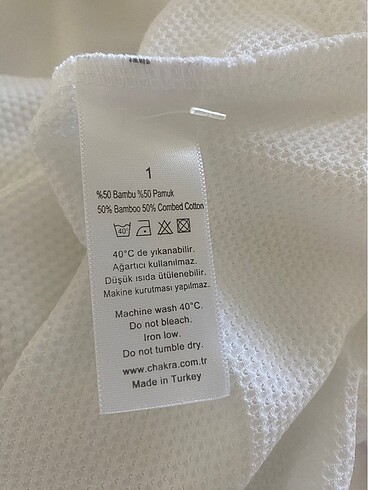 1
%50 Bambu %50 Pamuk
50% Bamboo 50% Combed Cotton
40°
40°C de yıkanabilir.
Ağartıcı kullanılmaz.
Düşük ısıda ütülenebilir.
Makine kurutması yapılmaz.
Machine wash 40°C.
Do not bleach.
Iron low.
Do not tumble dry.
www.chakra.com.tr
Made in Turkey